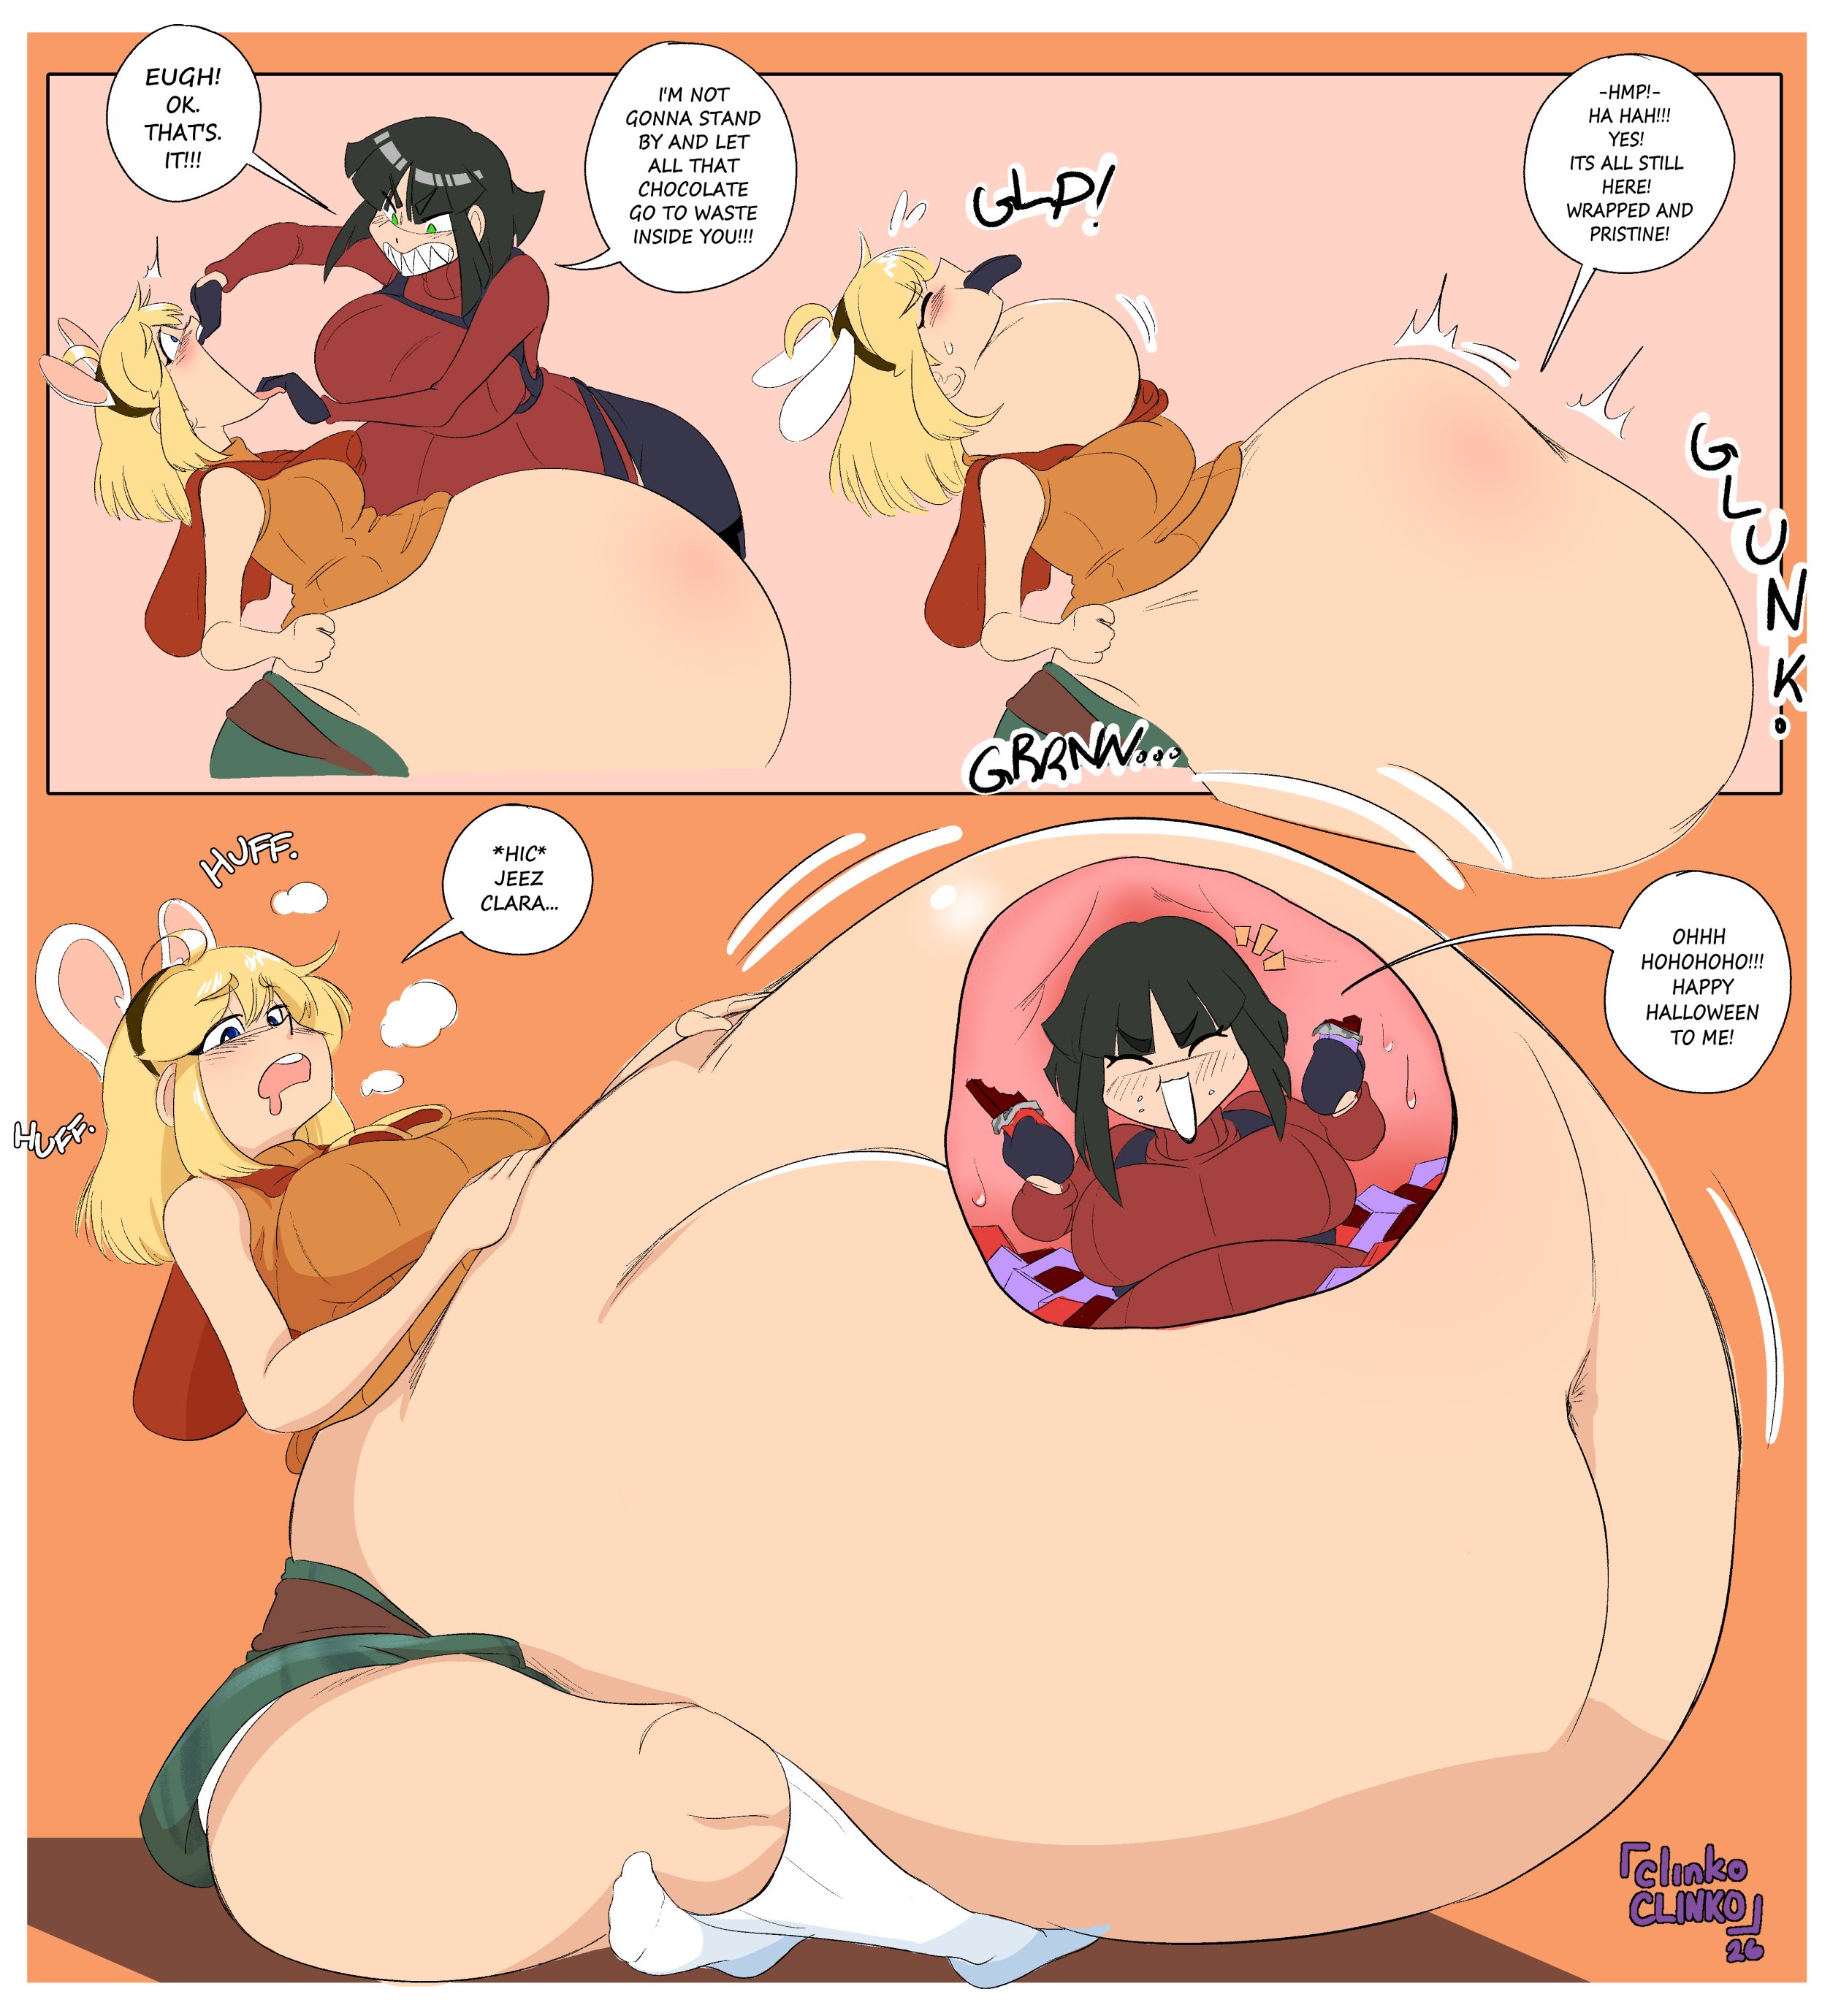 EUGH!
OK.
THAT'S.
IT!!!
I'M NOT
GONNA STAND
BY AND LET
ALL THAT
CHOCOLATE
GO TO WASTE
INSIDE YOU!!!
GLP!
-HMP!-
HA HAH!!!
YES!
ITS ALL STILL
HERE!
WRAPPED AND
PRISTINE!
GLUNK.
GRRNN...
HUFF.
*HIC*
JEEZ
CLARA...
HUFF.
OHHH
HOHOHOHO!!!
HAPPY
HALLOWEEN
TO ME!
「clinko
CLINKO」
26